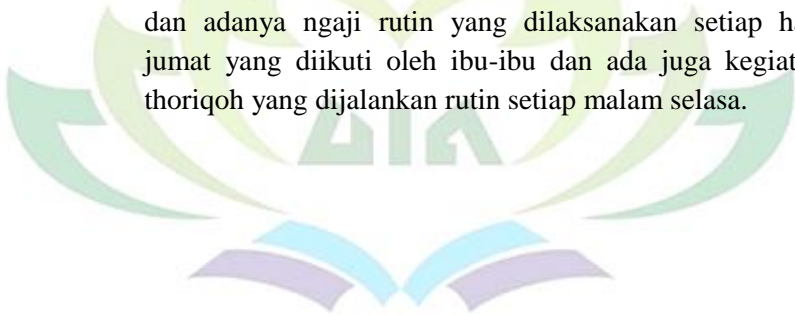 dan adanya ngaji rutin yang dilaksanakan setiap ha
jumat yang diikuti oleh ibu-ibu dan ada juga kegiat
thoriqoh yang dijalankan rutin setiap malam selasa.